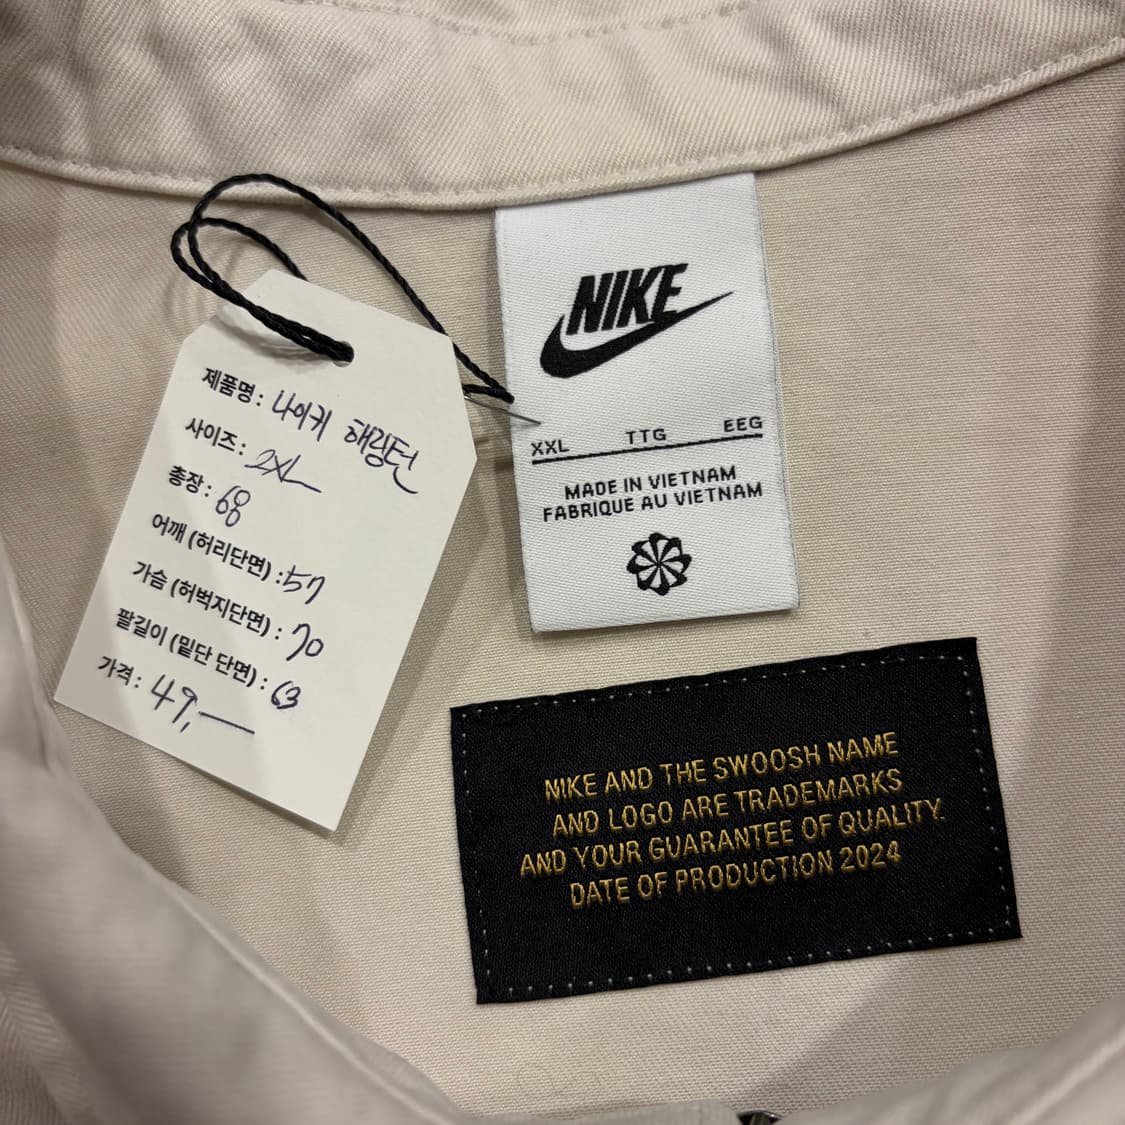 제품명: 나이키 해링턴
사이즈: 2XL
총장: 68
어깨 (허리단면) : 57
가슴 (허벅지단면) : 70
팔길이 (밑단 단면) : 63
가격: 49,—
NIKE
XXL TTG EEG
MADE IN VIETNAM
FABRIQUE AU VIETNAM
NIKE AND THE SWOOSH NAME
AND LOGO ARE TRADEMARKS
AND YOUR GUARANTEE OF QUALITY.
DATE OF PRODUCTION 2024